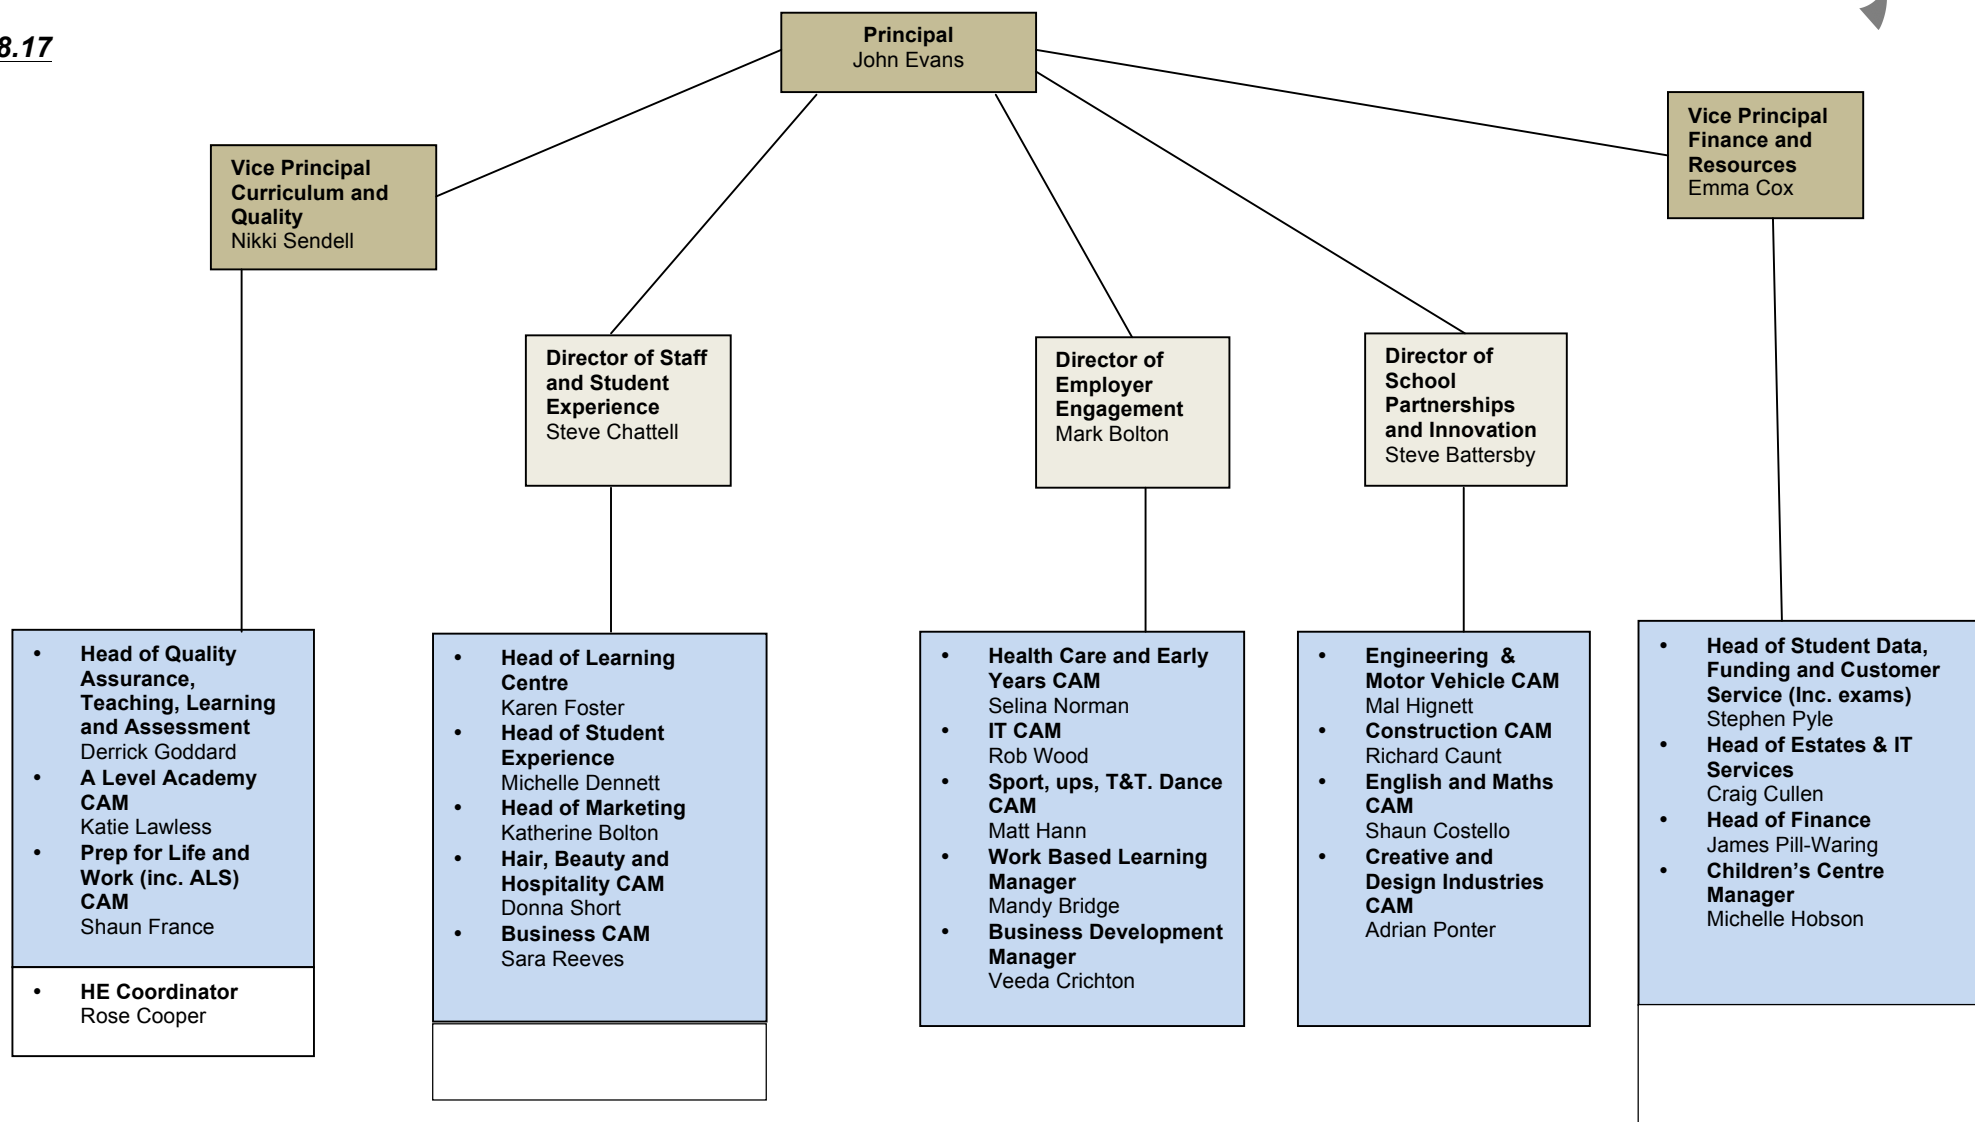 8.17
Principal
John Evans
Vice Principal
Curriculum and
Quality
Nikki Sendell
Vice Principal
Finance and
Resources
Emma Cox
Director of Staff
and Student
Experience
Steve Chattell
Director of
Employer
Engagement
Mark Bolton
Director of
School
Partnerships
and Innovation
Steve Battersby
• Head of Quality
Assurance,
Teaching, Learning
and Assessment
Derrick Goddard
• A Level Academy
CAM
Katie Lawless
• Prep for Life and
Work (inc. ALS)
CAM
Shaun France
• HE Coordinator
Rose Cooper
• Head of Learning
Centre
Karen Foster
• Head of Student
Experience
Michelle Dennett
• Head of Marketing
Katherine Bolton
• Hair, Beauty and
Hospitality CAM
Donna Short
• Business CAM
Sara Reeves
• Health Care and Early
Years CAM
Selina Norman
• IT CAM
Rob Wood
• Sport, ups, T&T. Dance
CAM
Matt Hann
• Work Based Learning
Manager
Mandy Bridge
• Business Development
Manager
Veeda Crichton
• Engineering & 
Motor Vehicle CAM
Mal Hignett
• Construction CAM
Richard Caunt
• English and Maths
CAM
Shaun Costello
• Creative and
Design Industries
CAM
Adrian Ponter
• Head of Student Data,
Funding and Customer
Service (Inc. exams)
Stephen Pyle
• Head of Estates & IT
Services
Craig Cullen
• Head of Finance
James Pill-Waring
• Children’s Centre
Manager
Michelle Hobson